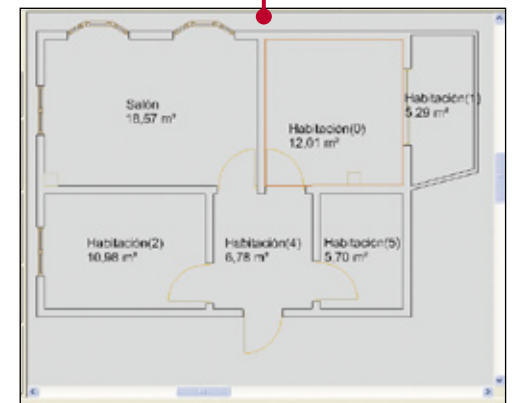 Salón
18,57 m²
Habitación(0)
12,01 m²
Habitación(1)
5,29 m²
Habitación(2)
10,98 m²
Habitación(4)
6,78 m²
Habitación(5)
5,70 m²